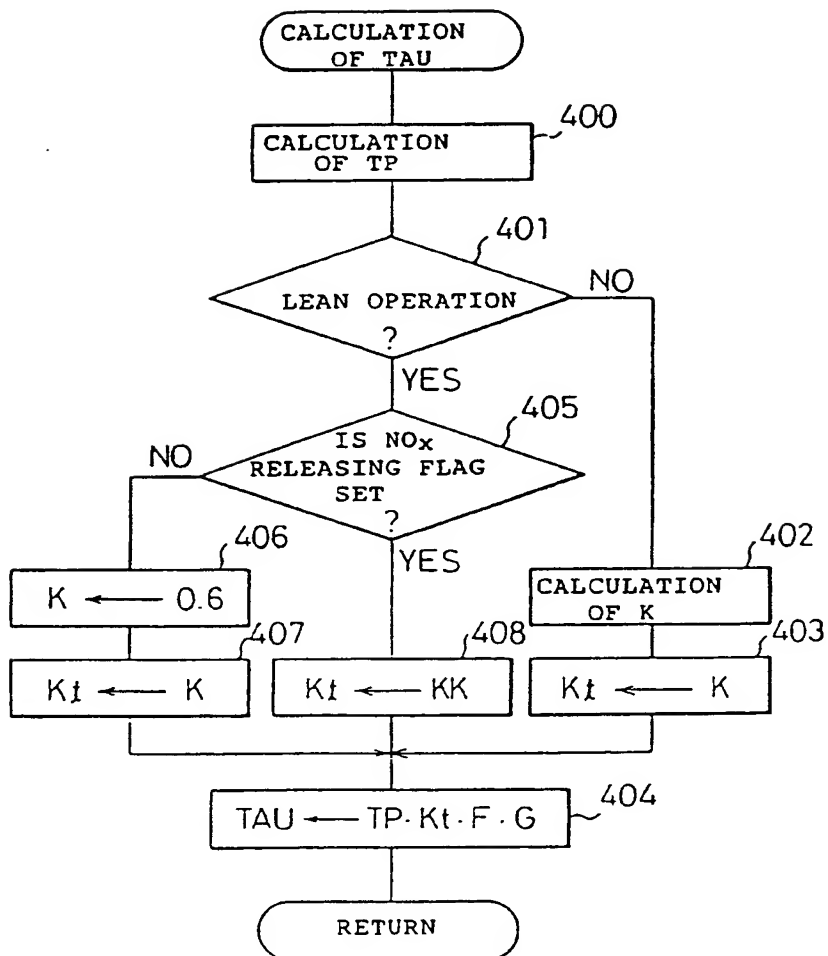 CALCULATION
OF TAU
400
CALCULATION
OF TP
401
LEAN OPERATION
?
NO
YES
405
IS NOx
RELEASING FLAG
SET
?
NO
YES
406
K ← 0.6
402
CALCULATION
OF K
407
Kt ← K
408
Kt ← KK
403
Kt ← K
404
TAU ← TP · Kt · F · G
RETURN